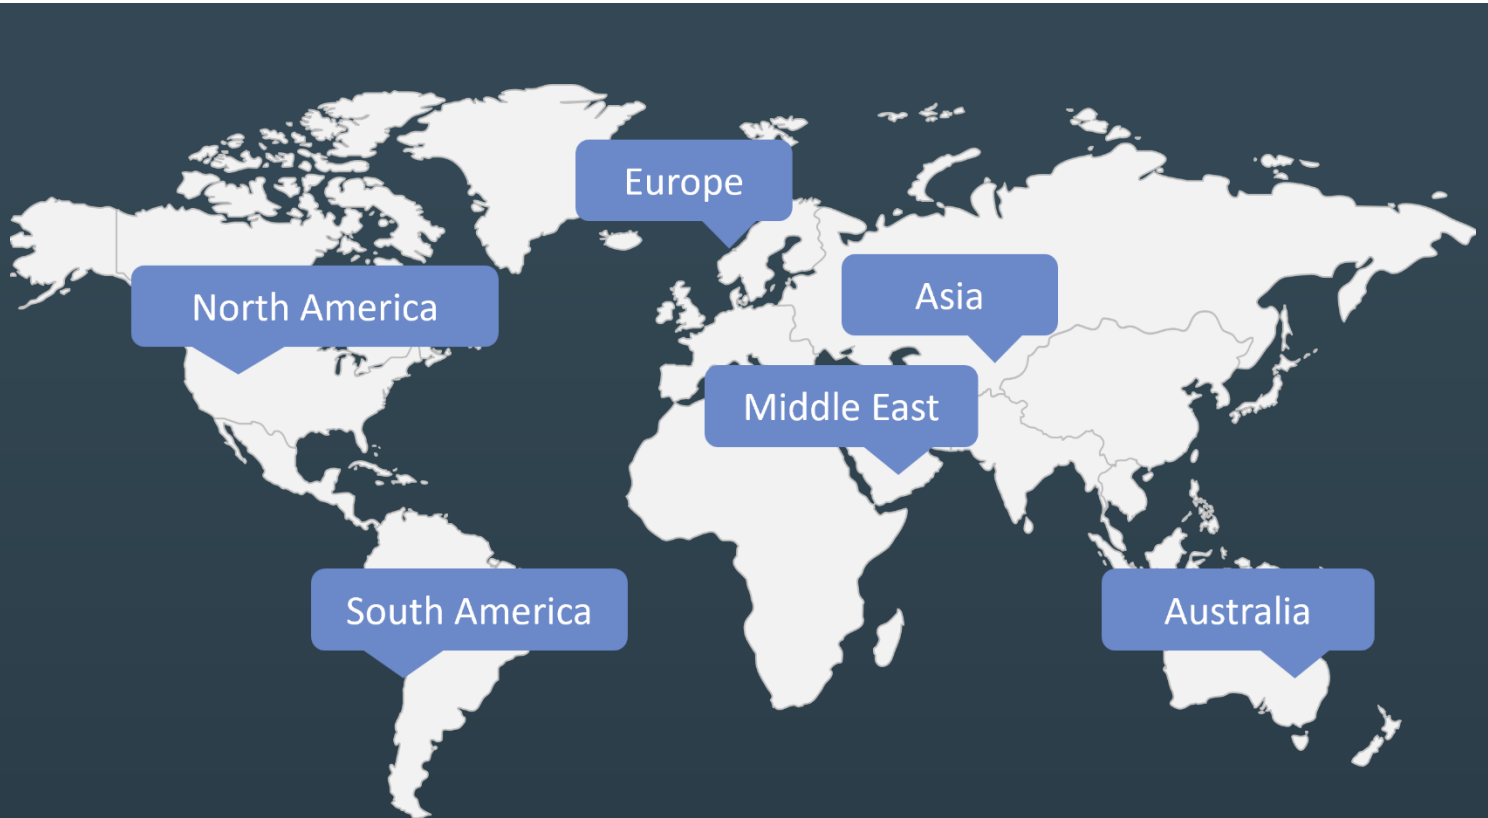 Europe
Asia
North America
Middle East
South America
Australia